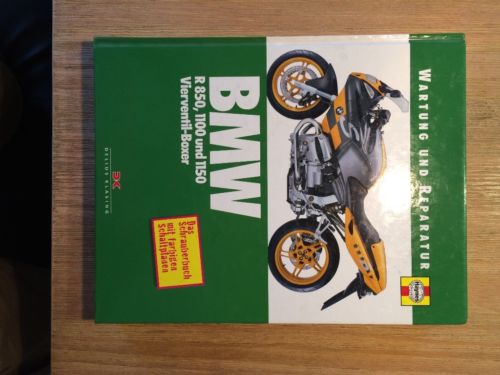 WARTUNG UND REPARATUR
Haynes
BMW
R 850, 1100 und 1150
Vierventil-Boxer
Das
Schrauberbuch
mit farbigen
Schaltplänen
DELIUS KLASING